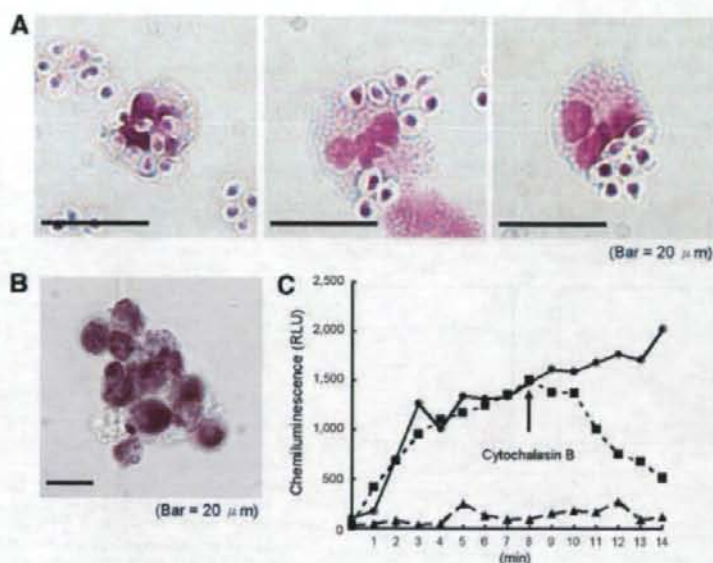 A
(Bar = 20 μm)
B
(Bar = 20 μm)
C
Chemiluminescence (RLU)
2,500
2,000
1,500
1,000
500
0
Cytochalasin B
1 2 3 4 5 6 7 8 9 10 11 12 13 14
(min)